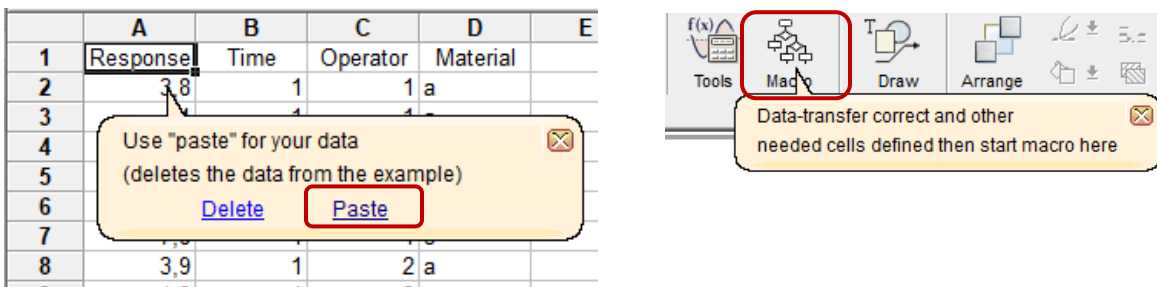 A B C D E
1 Response Time Operator Material
2 3,8 1 1 a
3
4
5
6
7
8 3,9 1 2 a
Use "paste" for your data
(deletes the data from the example)
Delete Paste
f(x)
Tools Macro Draw Arrange
Data-transfer correct and other
needed cells defined then start macro here